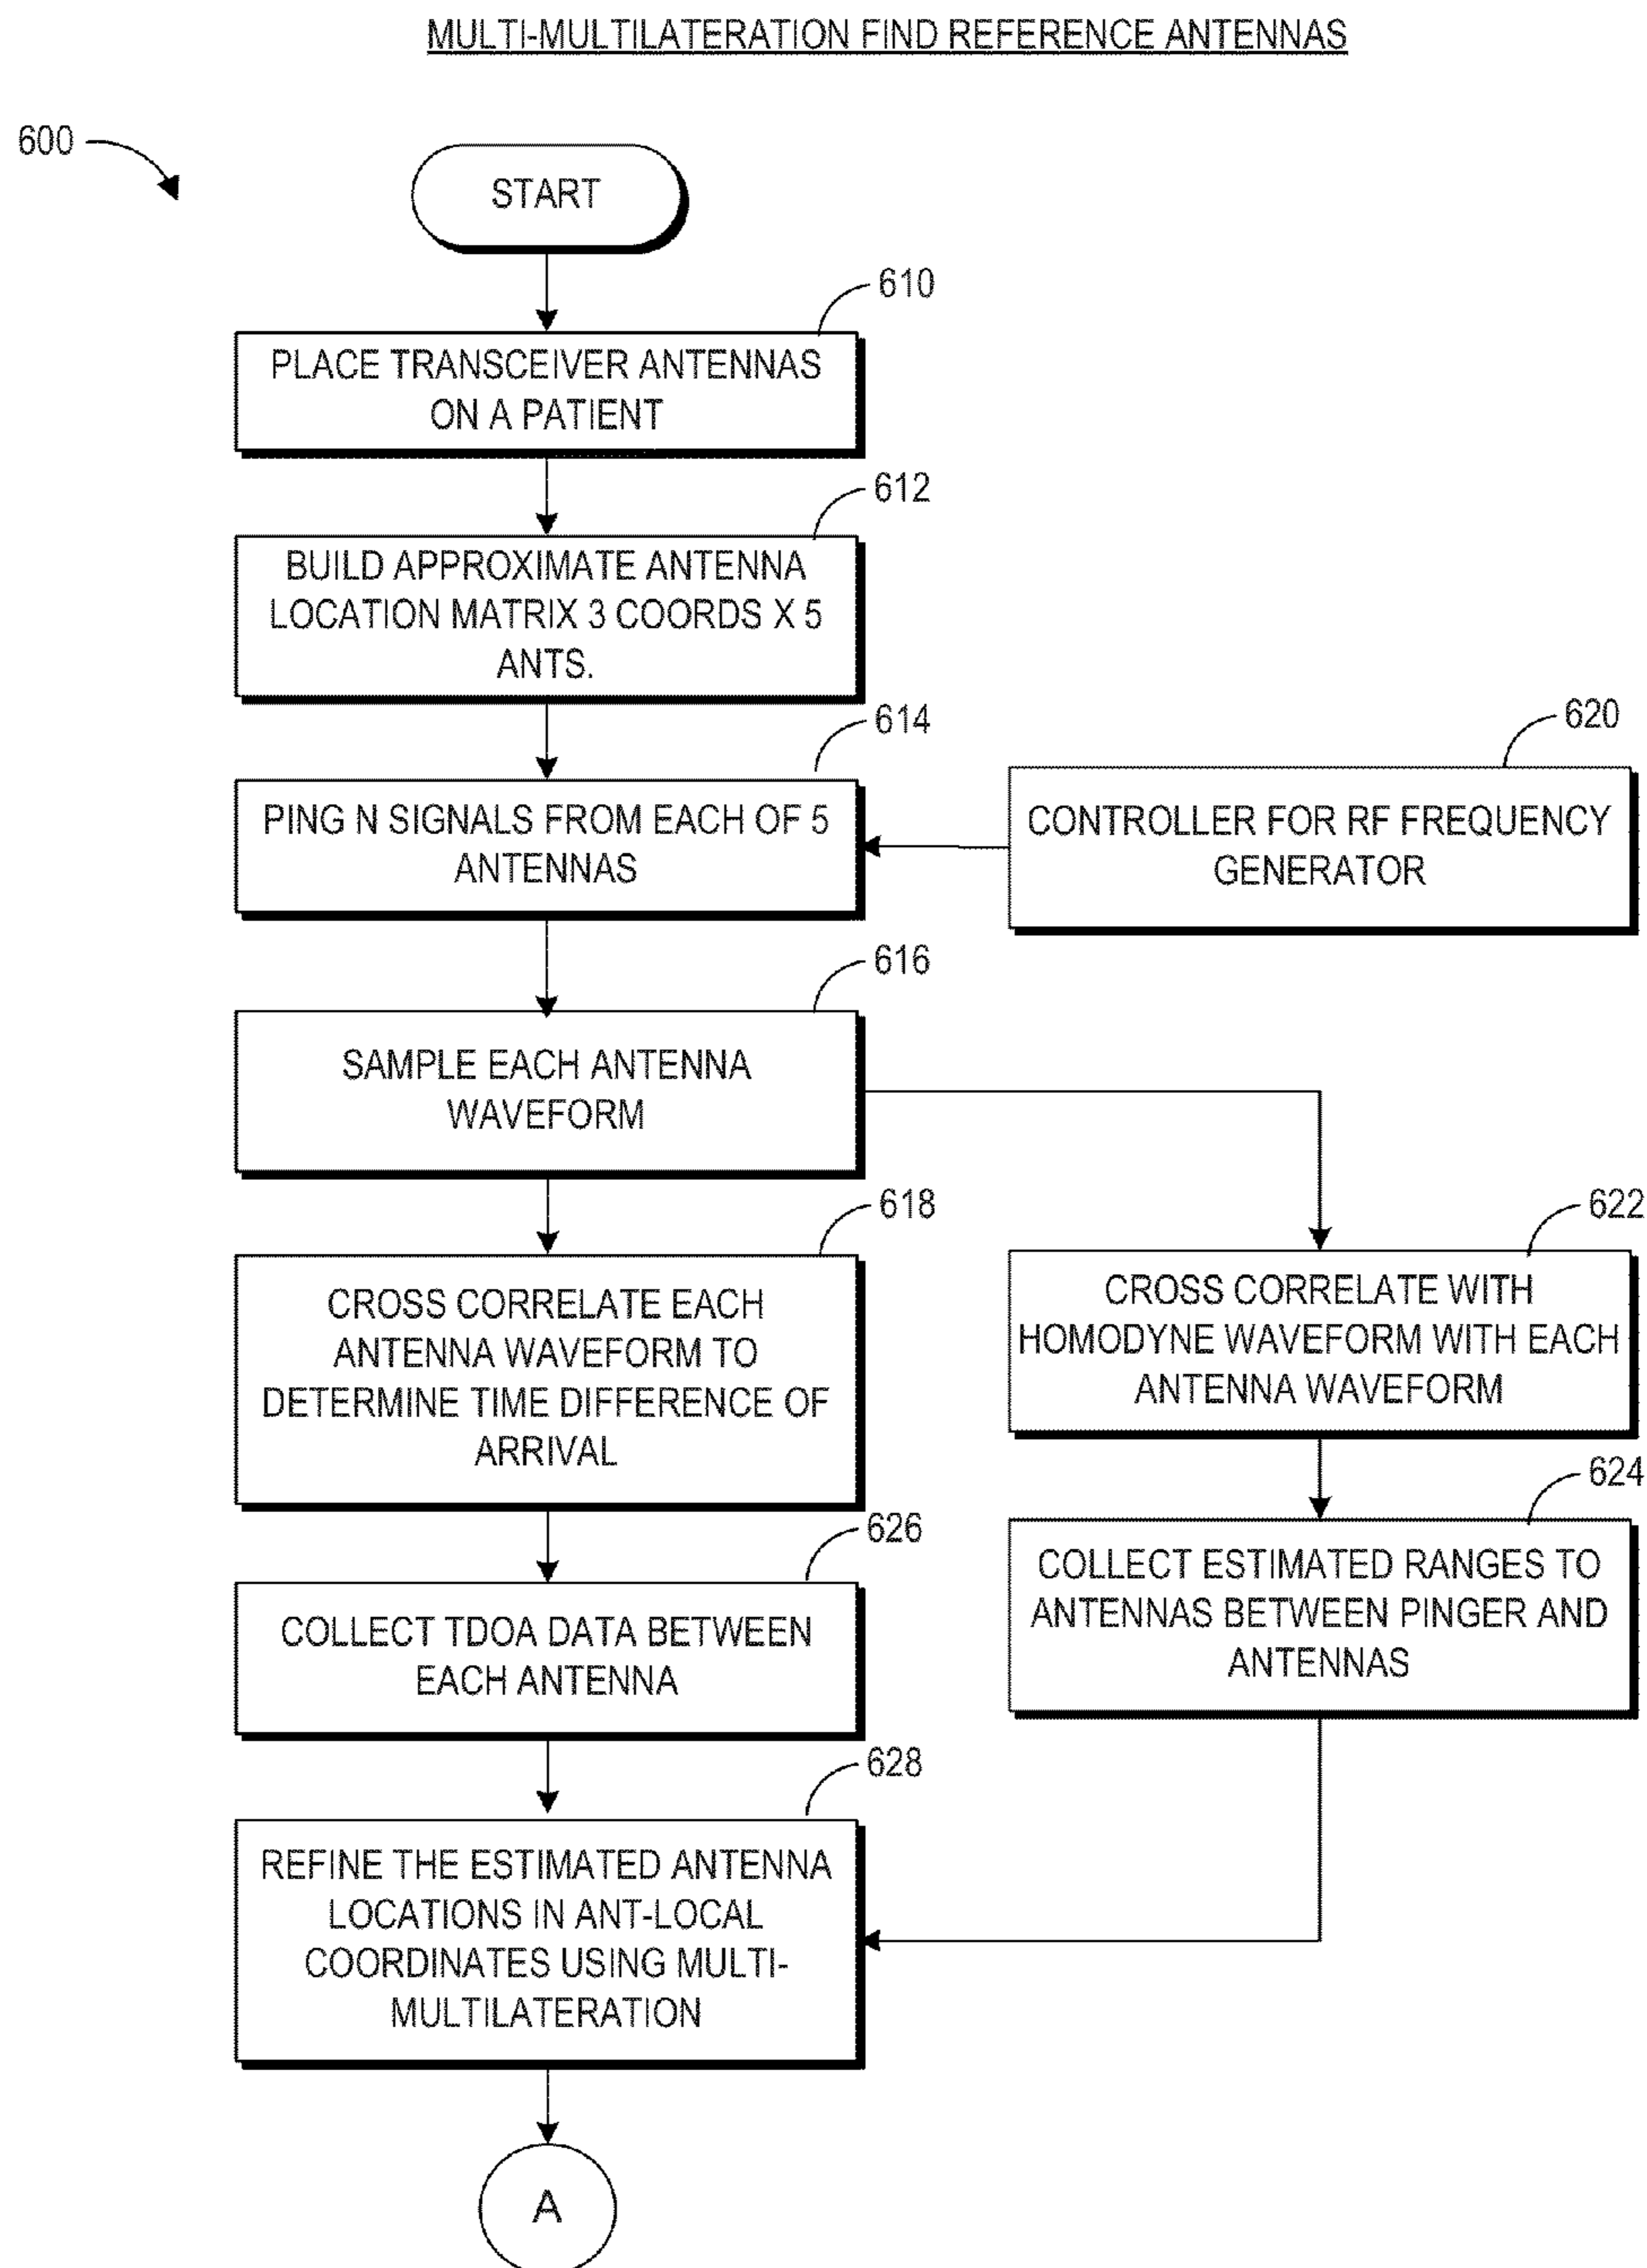 MULTI-MULTILATERATION FIND REFERENCE ANTENNAS
600
START
610
PLACE TRANSCEIVER ANTENNAS
ON A PATIENT
612
BUILD APPROXIMATE ANTENNA
LOCATION MATRIX 3 COORDS X 5
ANTS.
614
PING N SIGNALS FROM EACH OF 5
ANTENNAS
620
CONTROLLER FOR RF FREQUENCY
GENERATOR
616
SAMPLE EACH ANTENNA
WAVEFORM
618
CROSS CORRELATE EACH
ANTENNA WAVEFORM TO
DETERMINE TIME DIFFERENCE OF
ARRIVAL
622
CROSS CORRELATE WITH
HOMODYNE WAVEFORM WITH EACH
ANTENNA WAVEFORM
624
COLLECT ESTIMATED RANGES TO
ANTENNAS BETWEEN PINGER AND
ANTENNAS
626
COLLECT TDOA DATA BETWEEN
EACH ANTENNA
628
REFINE THE ESTIMATED ANTENNA
LOCATIONS IN ANT-LOCAL
COORDINATES USING MULTI-
MULTILATERATION
A